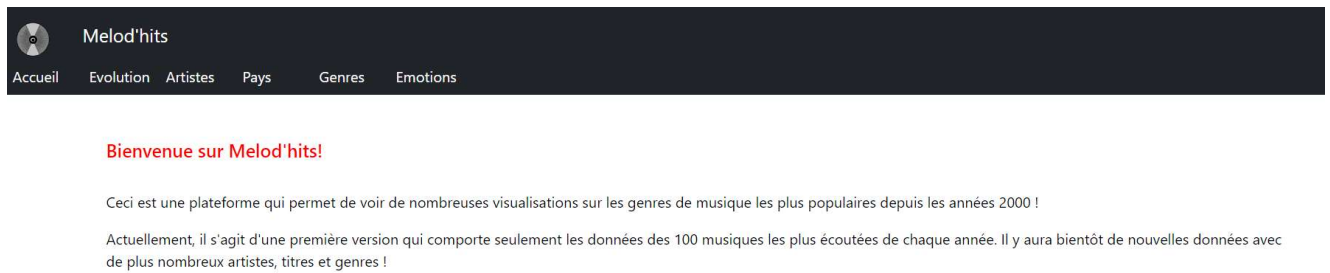 Melod'hits
Accueil Evolution Artistes Pays Genres Emotions
Bienvenue sur Melod'hits!
Ceci est une plateforme qui permet de voir de nombreuses visualisations sur les genres de musique les plus populaires depuis les années 2000 !
Actuellement, il s'agit d'une première version qui comporte seulement les données des 100 musiques les plus écoutées de chaque année. Il y aura bientôt de nouvelles données avec
de plus nombreux artistes, titres et genres !